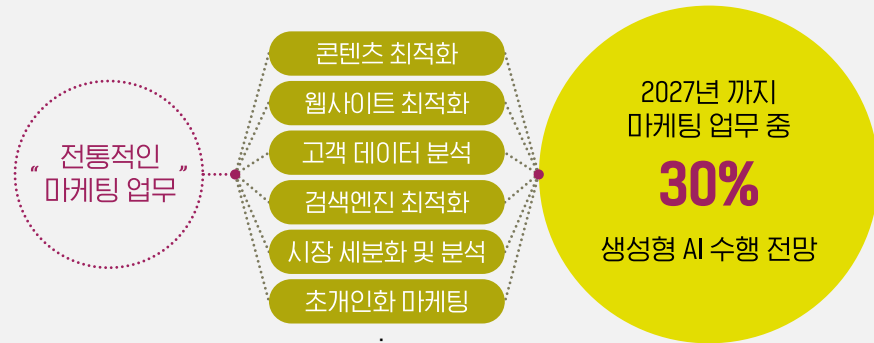 “ 전통적인
마케팅 업무 ”
콘텐츠 최적화
웹사이트 최적화
고객 데이터 분석
검색엔진 최적화
시장 세분화 및 분석
초개인화 마케팅
2027년 까지
마케팅 업무 중
30%
생성형 AI 수행 전망